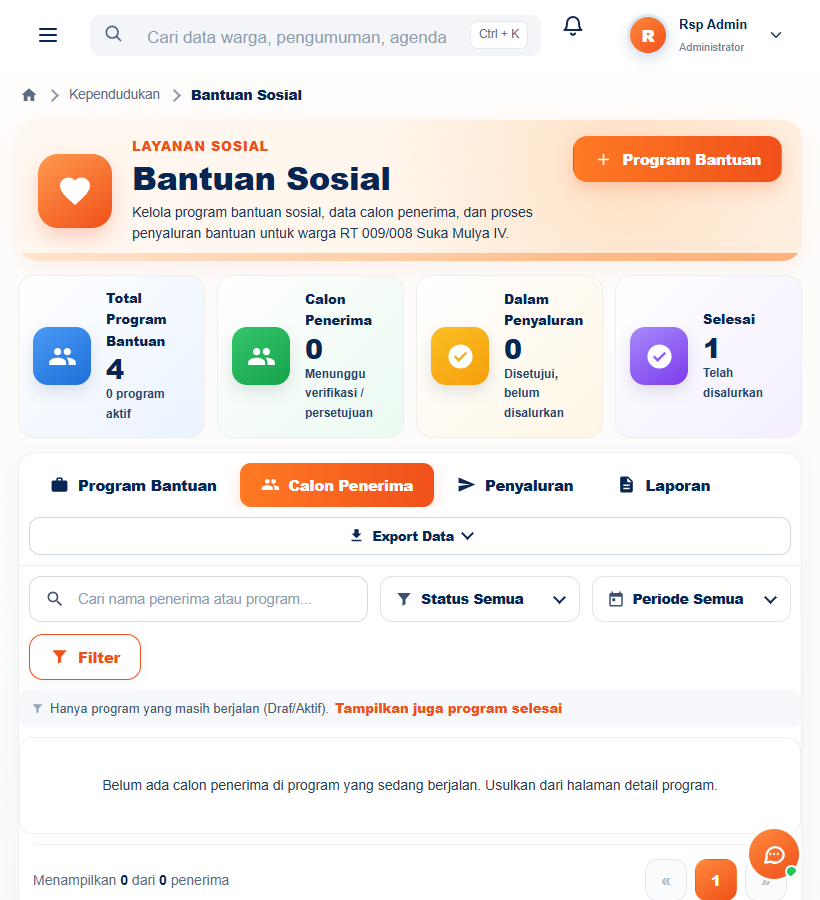 Cari data warga, pengumuman, agenda
Ctrl + K
R
Rsp Admin
Administrator
Kependudukan
Bantuan Sosial
LAYANAN SOSIAL
Bantuan Sosial
Kelola program bantuan sosial, data calon penerima, dan proses
penyaluran bantuan untuk warga RT 009/008 Suka Mulya IV.
+ Program Bantuan
Total
Program
Bantuan
4
0 program
aktif
Calon
Penerima
0
Menunggu
verifikasi /
persetujuan
Dalam
Penyaluran
0
Disetujui,
belum
disalurkan
Selesai
1
Telah
disalurkan
Program Bantuan
Calon Penerima
Penyaluran
Laporan
Export Data
Cari nama penerima atau program...
Status Semua
Periode Semua
Filter
Hanya program yang masih berjalan (Draf/Aktif). Tampilkan juga program selesai
Belum ada calon penerima di program yang sedang berjalan. Usulkan dari halaman detail program.
Menampilkan 0 dari 0 penerima
«
1
»